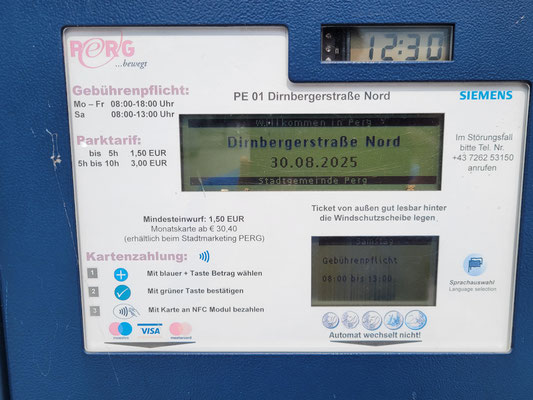 PERG
...bewegt
12:30
Gebührenpflicht:
Mo – Fr 08:00-18:00 Uhr
Sa 08:00-13:00 Uhr
PE 01 Dirnbergerstraße Nord
SIEMENS
Willkommen in Perg
Dirnbergerstraße Nord
30.08.2025
Stadtgemeinde Perg
Parktarif:
bis 5h 1,50 EUR
5h bis 10h 3,00 EUR
Im Störungsfall
bitte Tel. Nr.
+43 7262 53150
anrufen
Mindesteinwurf: 1,50 EUR
Monatskarte ab € 30,40
(erhältlich beim Stadtmarketing PERG)
Ticket von außen gut lesbar hinter
die Windschutzscheibe legen,
Kartenzahlung:
1 Mit blauer + Taste Betrag wählen
2 Mit grüner Taste bestätigen
3 Mit Karte an NFC Modul bezahlen
VISA
Samstag
Gebührenpflicht
08:00 bis 13:00
Sprachauswahl
Language selection
Automat wechselt nicht!